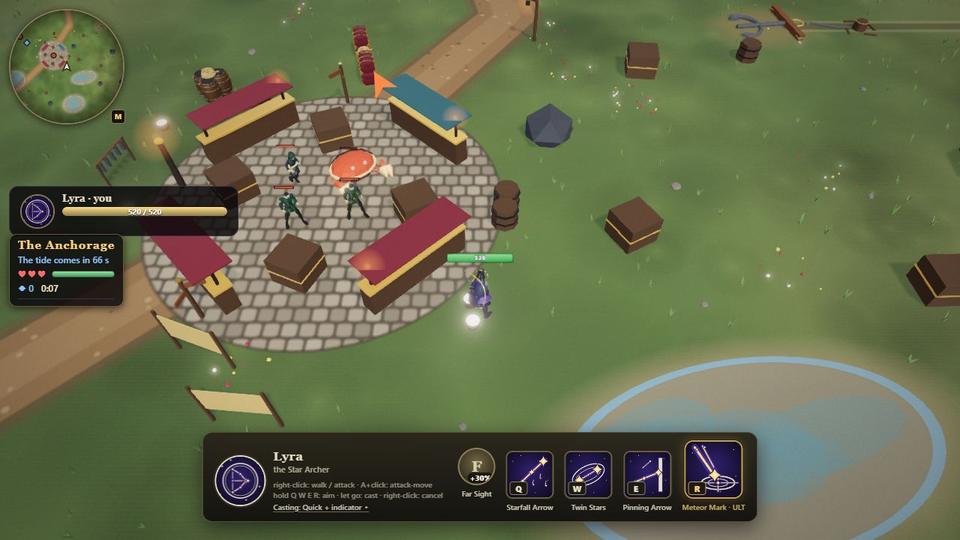 M
Lyra · you
520 / 520
The Anchorage
The tide comes in 66 s
0 0:07
520
Lyra
the Star Archer
right-click: walk / attack · A+click: attack-move
hold Q W E R: aim · let go: cast · right-click: cancel
Casting: Quick + indicator
F
+30%
Far Sight
Q
Starfall Arrow
W
Twin Stars
E
Pinning Arrow
R
Meteor Mark · ULT